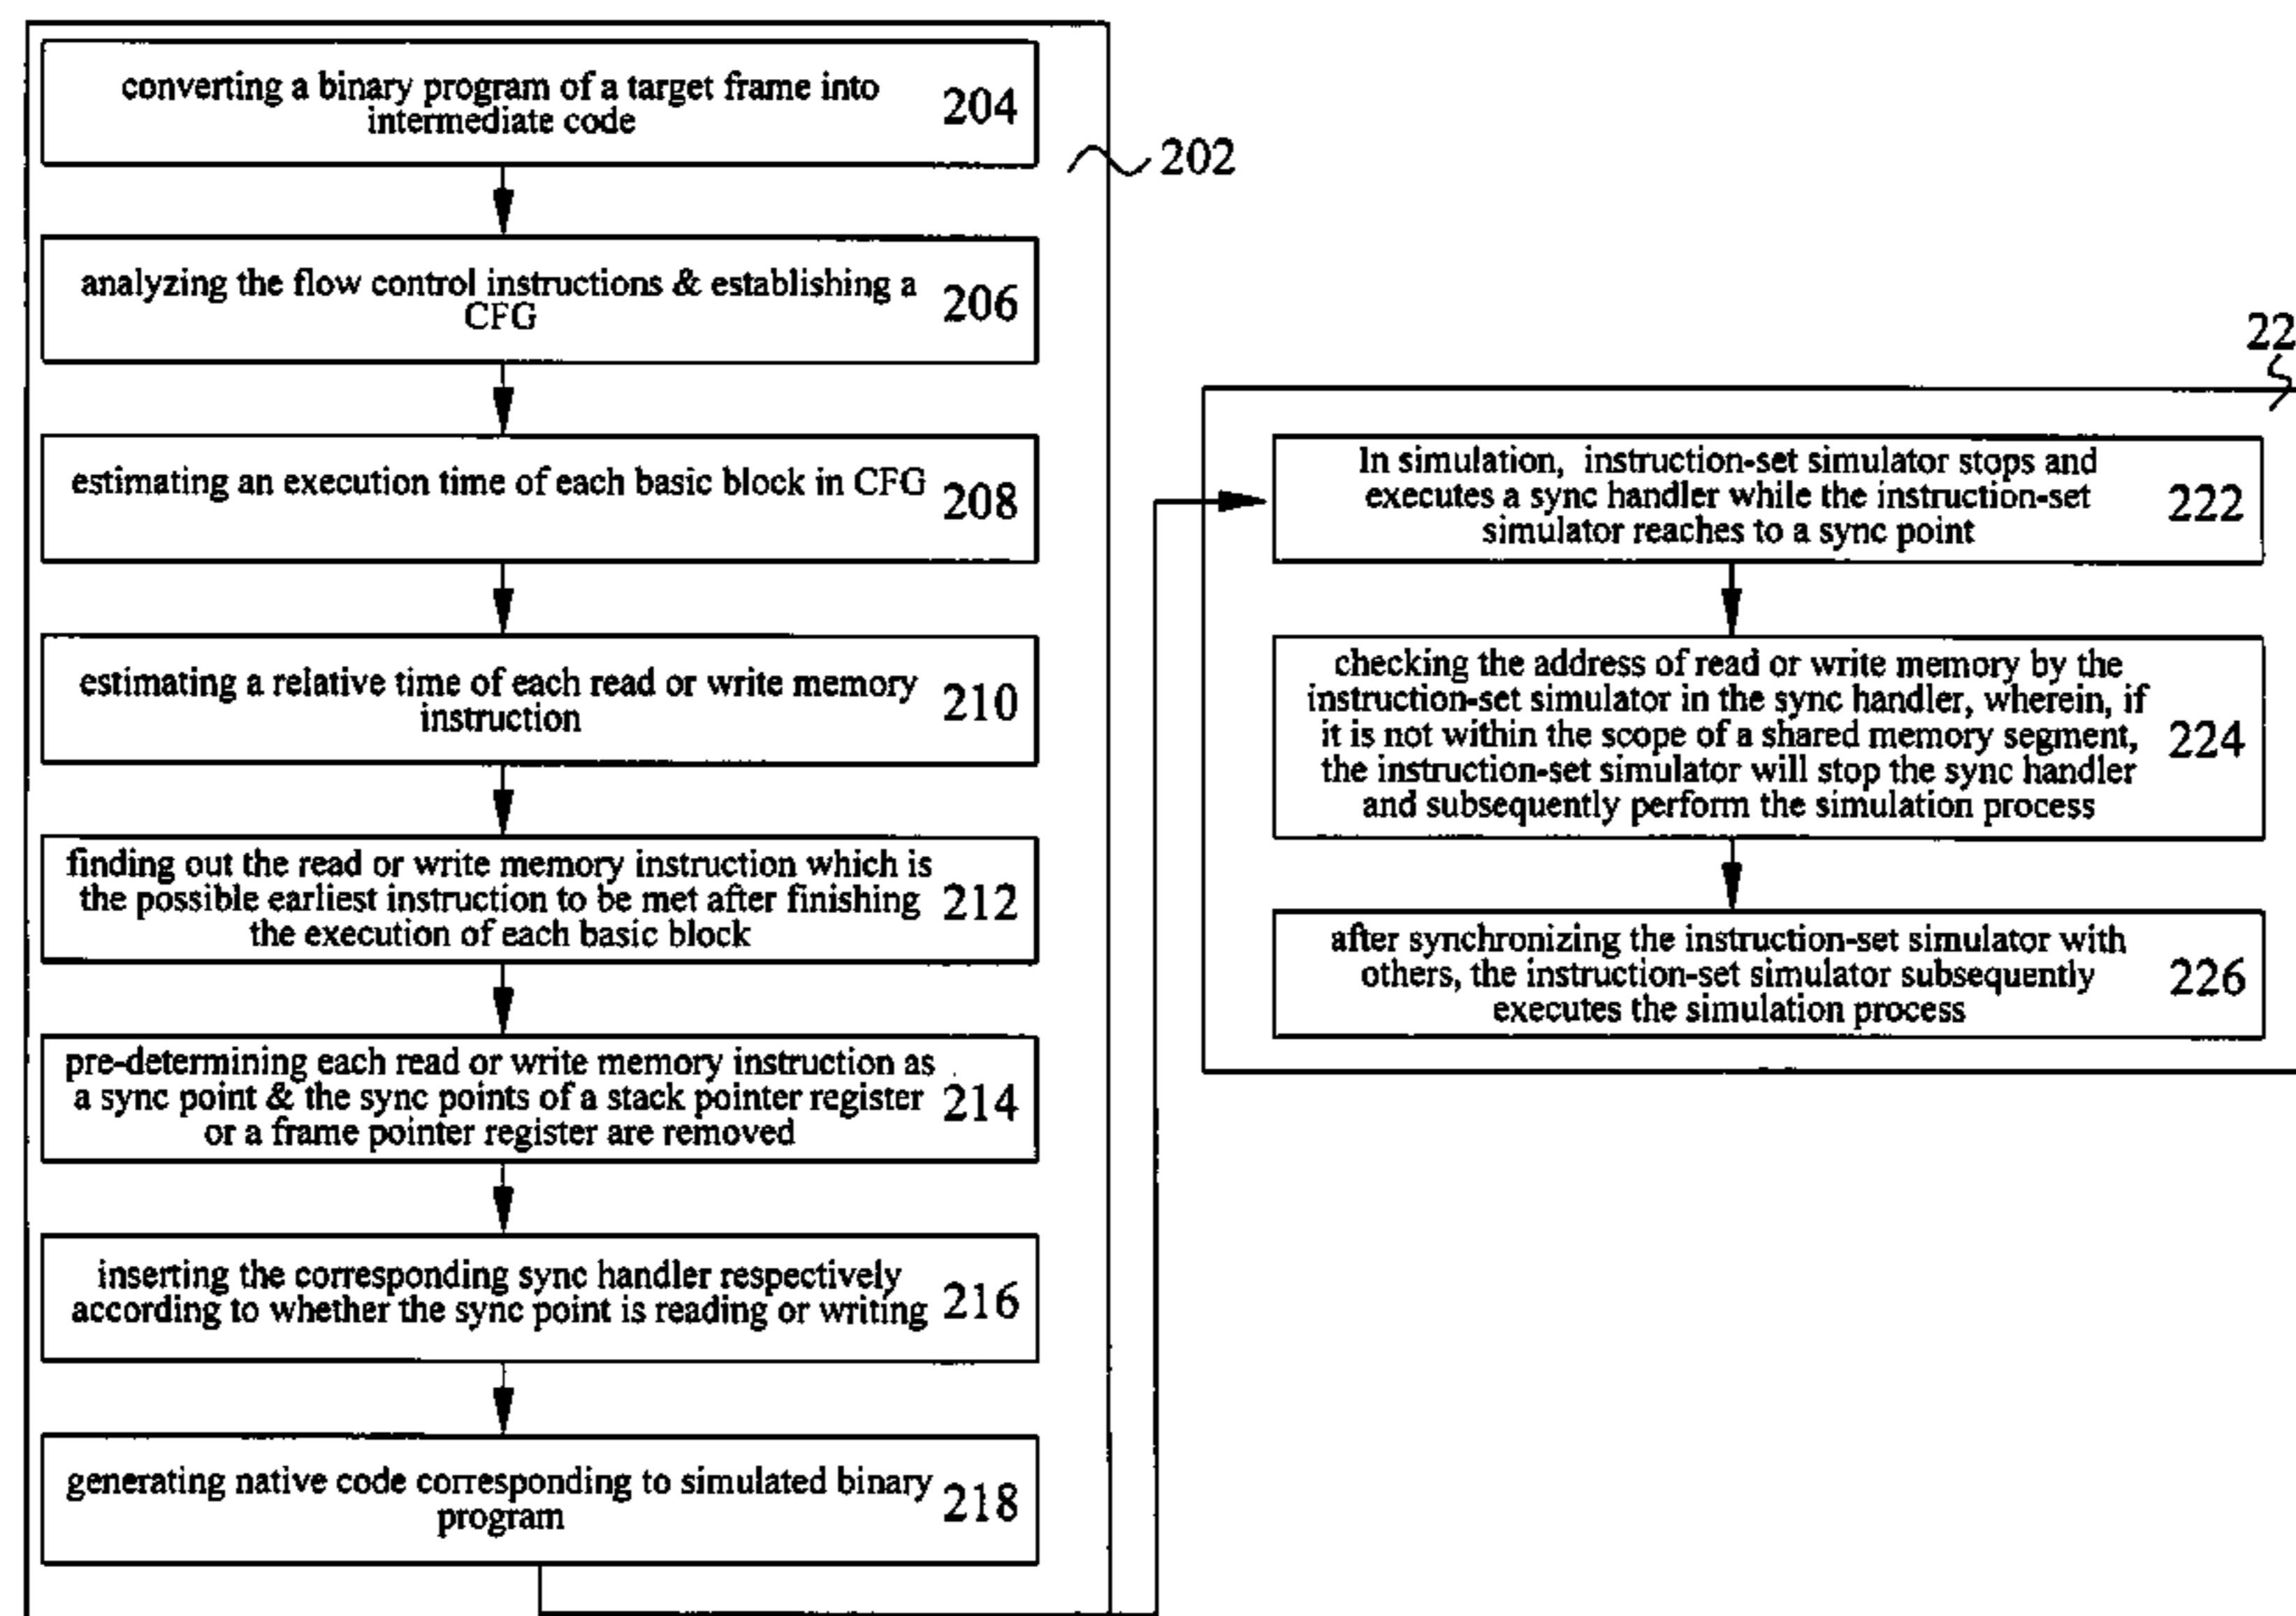 converting a binary program of a target frame into
intermediate code
204
202
analyzing the flow control instructions & establishing a
CFG
206
estimating an execution time of each basic block in CFG
208
estimating a relative time of each read or write memory
instruction
210
finding out the read or write memory instruction which is
the possible earliest instruction to be met after finishing
the execution of each basic block
212
pre-determining each read or write memory instruction as
a sync point & the sync points of a stack pointer register
or a frame pointer register are removed
214
inserting the corresponding sync handler respectively
according to whether the sync point is reading or writing
216
generating native code corresponding to simulated binary
program
218
22
In simulation, instruction-set simulator stops and
executes a sync handler while the instruction-set
simulator reaches to a sync point
222
checking the address of read or write memory by the
instruction-set simulator in the sync handler, wherein, if
it is not within the scope of a shared memory segment,
the instruction-set simulator will stop the sync handler
and subsequently perform the simulation process
224
after synchronizing the instruction-set simulator with
others, the instruction-set simulator subsequently
executes the simulation process
226